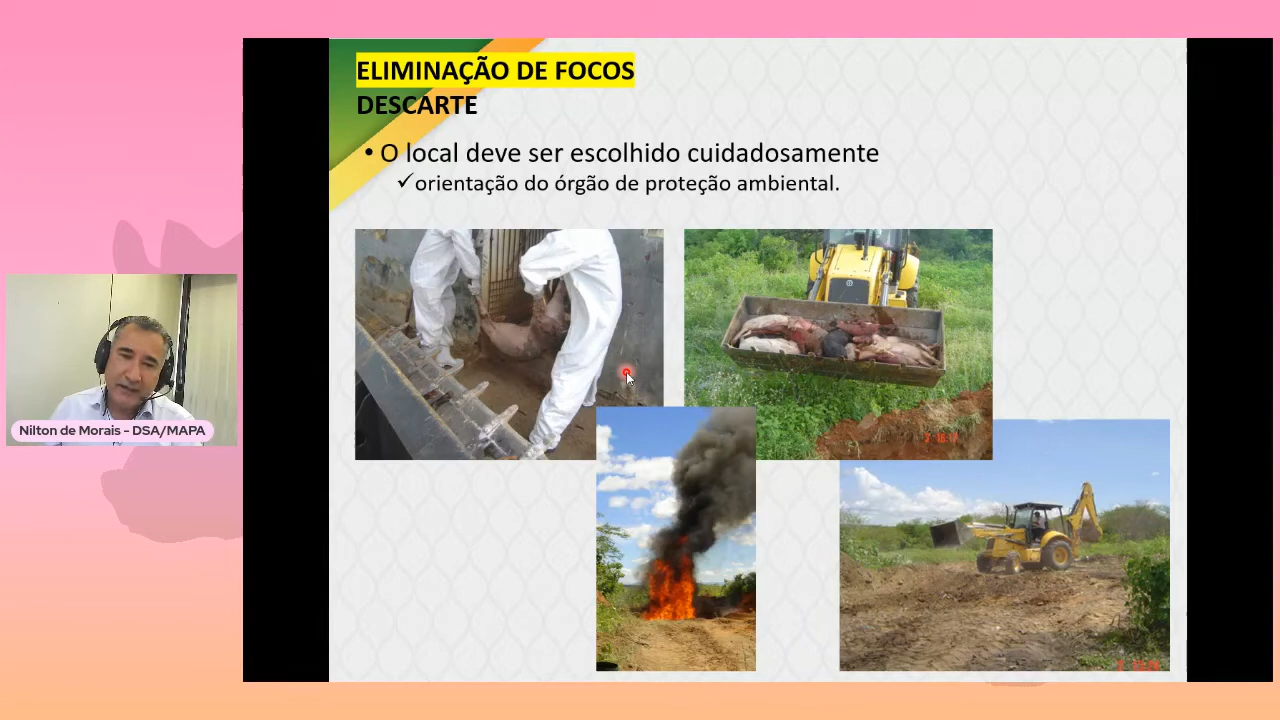 ELIMINAÇÃO DE FOCOS
DESCARTE
• O local deve ser escolhido cuidadosamente
✓orientação do órgão de proteção ambiental.
Nilton de Morais - DSA/MAPA